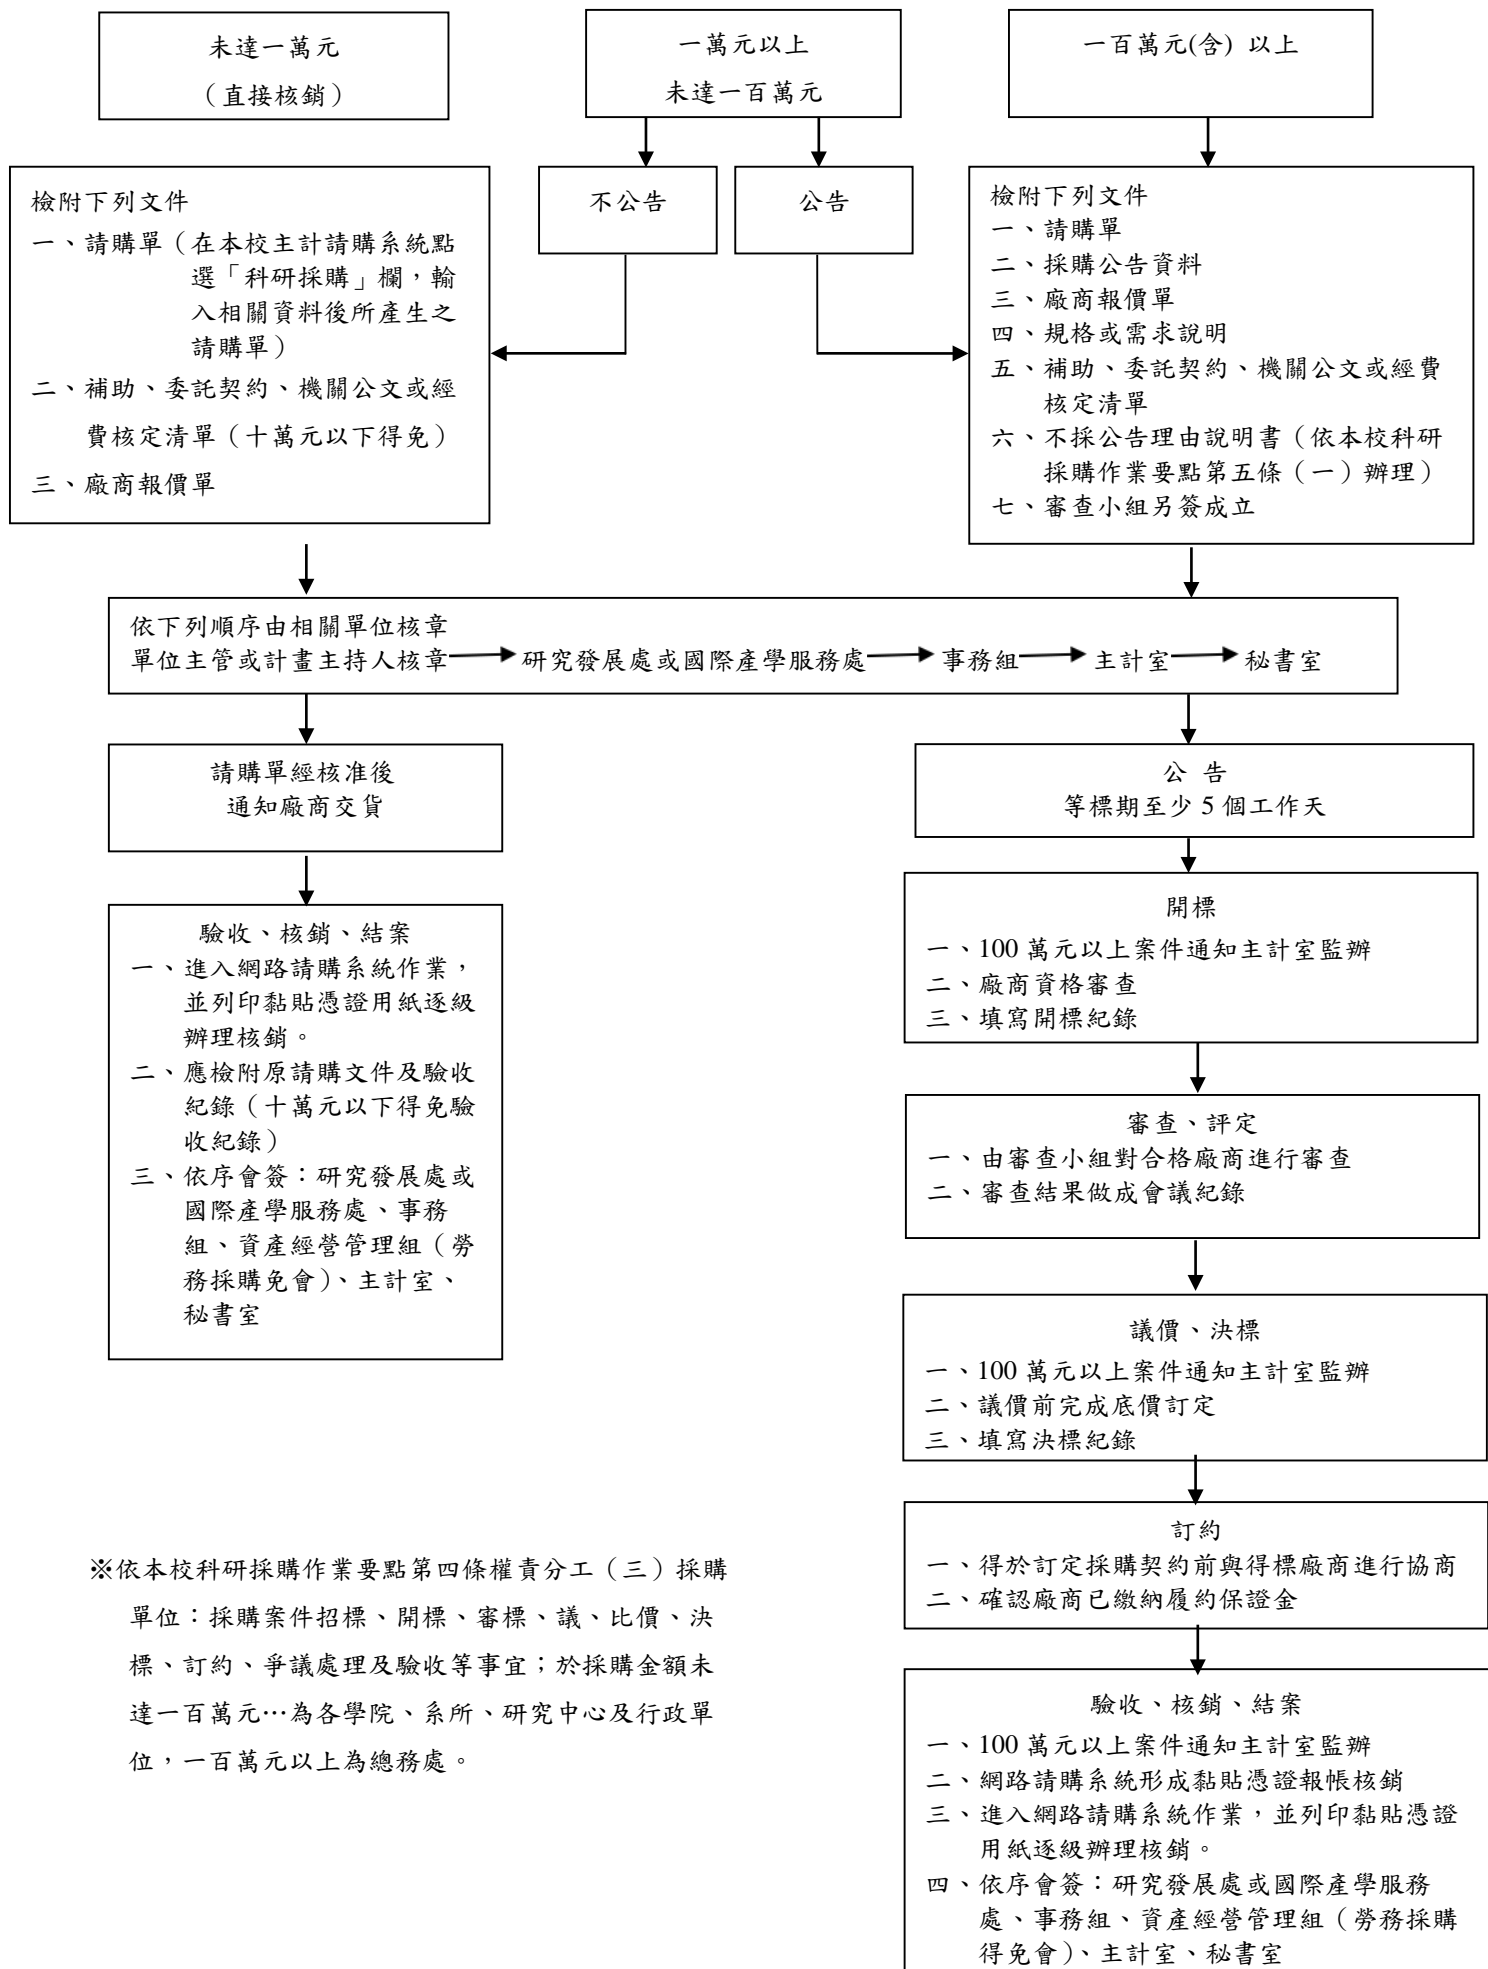 未達一萬元
（直接核銷）
一萬元以上
未達一百萬元
一百萬元(含) 以上
不公告
公告
檢附下列文件
一、請購單（在本校主計請購系統點
選「科研採購」欄，輸
入相關資料後所產生之
請購單）
二、補助、委託契約、機關公文或經
費核定清單（十萬元以下得免）
三、廠商報價單
檢附下列文件
一、請購單
二、採購公告資料
三、廠商報價單
四、規格或需求說明
五、補助、委託契約、機關公文或經費
核定清單
六、不採公告理由說明書（依本校科研
採購作業要點第五條（一）辦理）
七、審查小組另簽成立
依下列順序由相關單位核章
單位主管或計畫主持人核章 研究發展處或國際產學服務處 事務組 主計室 秘書室
請購單經核准後
通知廠商交貨
驗收、核銷、結案
一、進入網路請購系統作業，
並列印黏貼憑證用紙逐級
辦理核銷。
二、應檢附原請購文件及驗收
紀錄（十萬元以下得免驗
收紀錄）
三、依序會簽：研究發展處或
國際產學服務處、事務
組、資產經營管理組（勞
務採購免會）、主計室、
秘書室
公 告
等標期至少 5 個工作天
開標
一、100 萬元以上案件通知主計室監辦
二、廠商資格審查
三、填寫開標紀錄
審查、評定
一、由審查小組對合格廠商進行審查
二、審查結果做成會議紀錄
議價、決標
一、100 萬元以上案件通知主計室監辦
二、議價前完成底價訂定
三、填寫決標紀錄
訂約
一、得於訂定採購契約前與得標廠商進行協商
二、確認廠商已繳納履約保證金
驗收、核銷、結案
一、100 萬元以上案件通知主計室監辦
二、網路請購系統形成黏貼憑證報帳核銷
三、進入網路請購系統作業，並列印黏貼憑證
用紙逐級辦理核銷。
四、依序會簽：研究發展處或國際產學服務
處、事務組、資產經營管理組（勞務採購
得免會）、主計室、秘書室
※依本校科研採購作業要點第四條權責分工（三）採購
單位：採購案件招標、開標、審標、議、比價、決
標、訂約、爭議處理及驗收等事宜；於採購金額未
達一百萬元…為各學院、系所、研究中心及行政單
位，一百萬元以上為總務處。